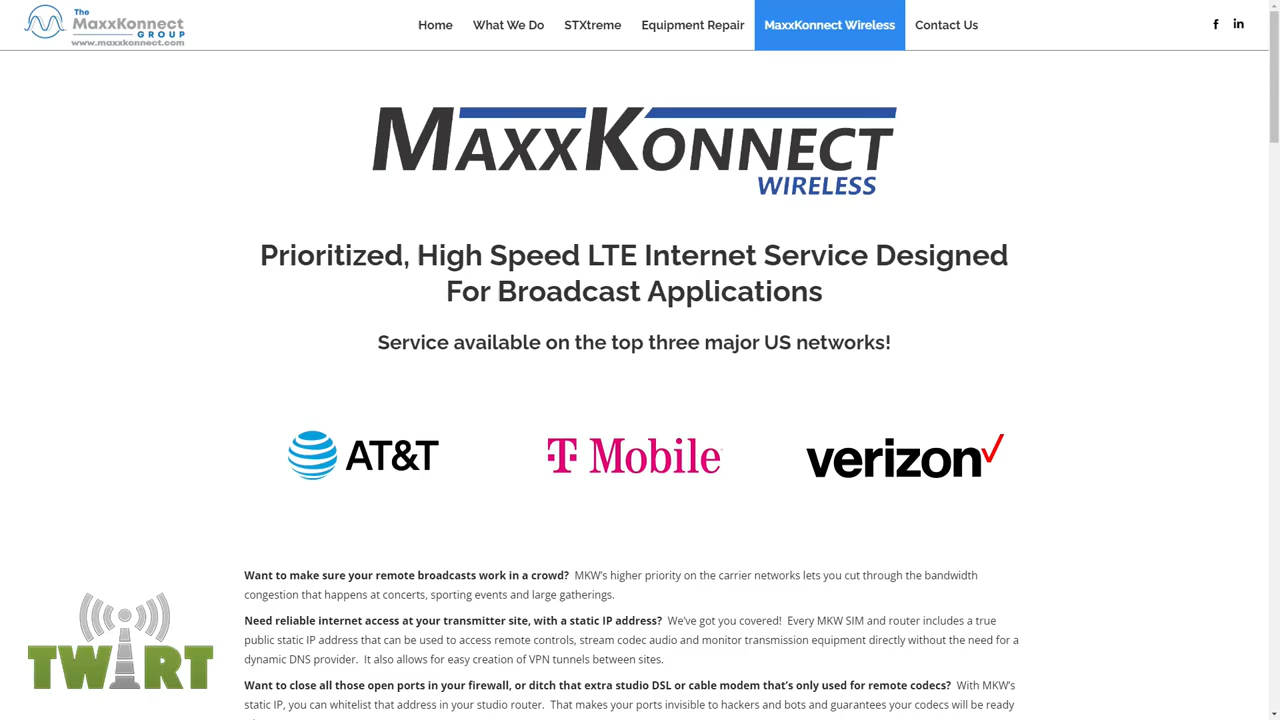 The
MaxxKonnect
GROUP
www.maxxkonnect.com
Home What We Do STXtreme Equipment Repair MaxxKonnect Wireless Contact Us
f in
MAXXKONNECT
WIRELESS
Prioritized, High Speed LTE Internet Service Designed
For Broadcast Applications
Service available on the top three major US networks!
AT&T T Mobile verizon
Want to make sure your remote broadcasts work in a crowd? MKW's higher priority on the carrier networks lets you cut through the bandwidth
congestion that happens at concerts, sporting events and large gatherings.
Need reliable internet access at your transmitter site, with a static IP address? We've got you covered! Every MKW SIM and router includes a true
public static IP address that can be used to access remote controls, stream codec audio and monitor transmission equipment directly without the need for a
dynamic DNS provider. It also allows for easy creation of VPN tunnels between sites.
Want to close all those open ports in your firewall, or ditch that extra studio DSL or cable modem that's only used for remote codecs? With MKW's
static IP, you can whitelist that address in your studio router. That makes your ports invisible to hackers and bots and guarantees your codecs will be ready
TWIRT